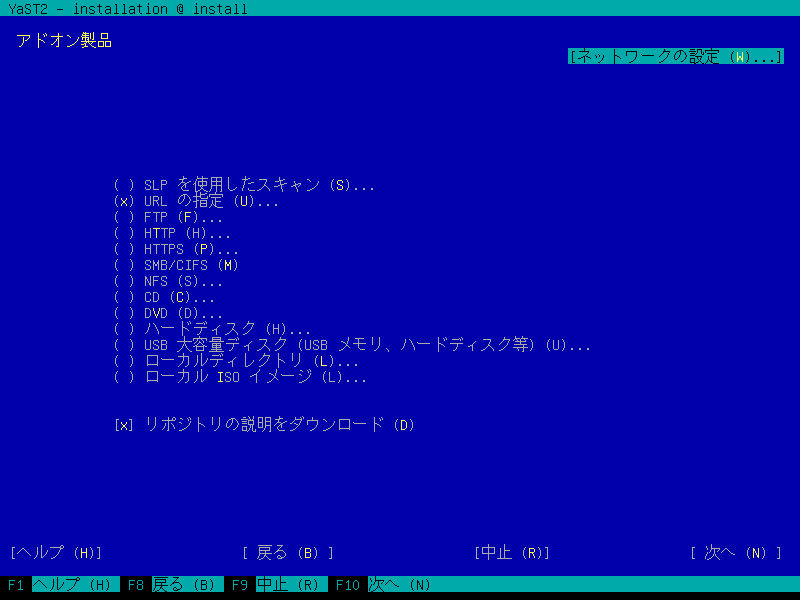 YaST2 - installation @ install
アドオン製品
[ネットワークの設定 (W)...]
( ) SLP を使用したスキャン (S)...
(x) URL の指定 (U)...
( ) FTP (F)...
( ) HTTP (H)...
( ) HTTPS (P)...
( ) SMB/CIFS (M)
( ) NFS (S)...
( ) CD (C)...
( ) DVD (D)...
( ) ハードディスク (H)...
( ) USB 大容量ディスク (USB メモリ、ハードディスク等) (U)...
( ) ローカルディレクトリ (L)...
( ) ローカル ISO イメージ (L)...
[x] リポジトリの説明をダウンロード (D)
[ヘルプ (H)] [ 戻る (B) ] [中止 (R)] [ 次へ (N) ]
F1 ヘルプ (H) F8 戻る (B) F9 中止 (R) F10 次へ (N)